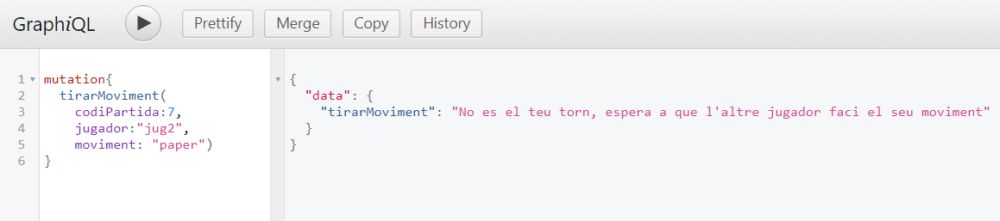 GraphiQL Prettify Merge Copy History
1 mutation{
2 tirarMoviment(
3 codiPartida:7,
4 jugador:"jug2",
5 moviment: "paper")
6 }
{
"data": {
"tirarMoviment": "No es el teu torn, espera a que l'altre jugador faci el seu moviment"
}
}